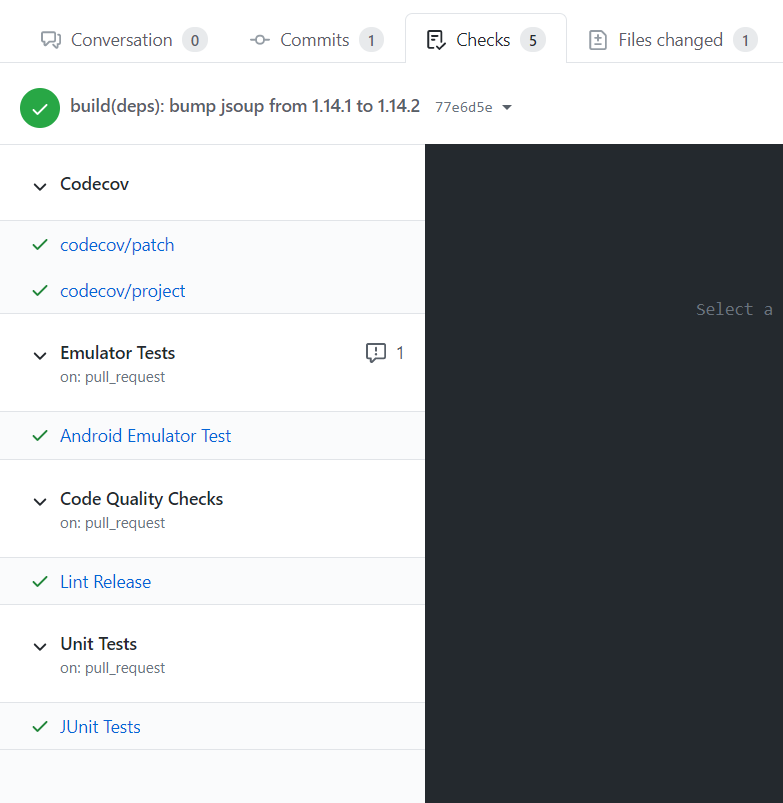 Conversation 0 Commits 1 Checks 5 Files changed 1
build(deps): bump jsoup from 1.14.1 to 1.14.2 77e6d5e
Codecov
codecov/patch
codecov/project
Select a
Emulator Tests 1
on: pull_request
Android Emulator Test
Code Quality Checks
on: pull_request
Lint Release
Unit Tests
on: pull_request
JUnit Tests